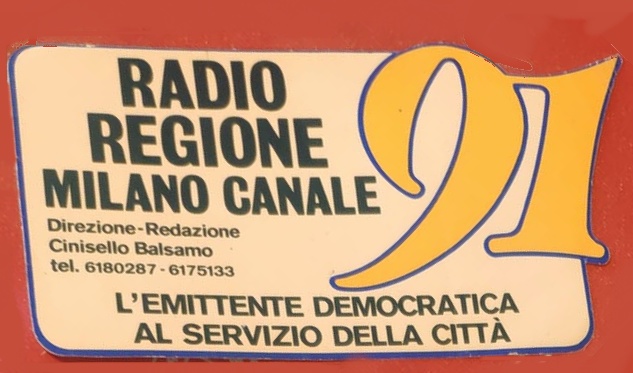 RADIO
REGIONE
MILANO CANALE
91
Direzione-Redazione
Cinisello Balsamo
tel. 6180287 - 6175133
L'EMITTENTE DEMOCRATICA
AL SERVIZIO DELLA CITTÀ